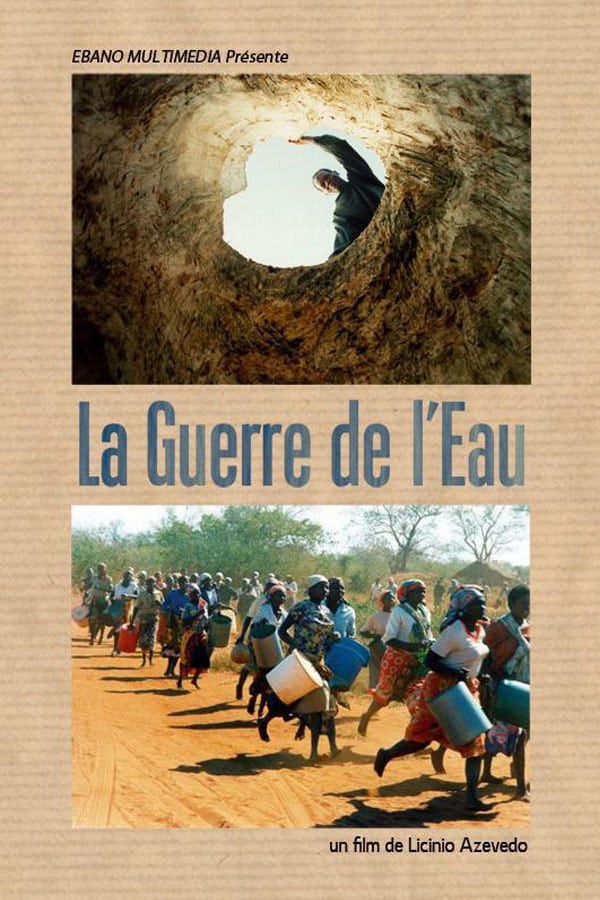 EBANO MULTIMEDIA Présente
La Guerre de l'Eau
un film de Licinio Azevedo